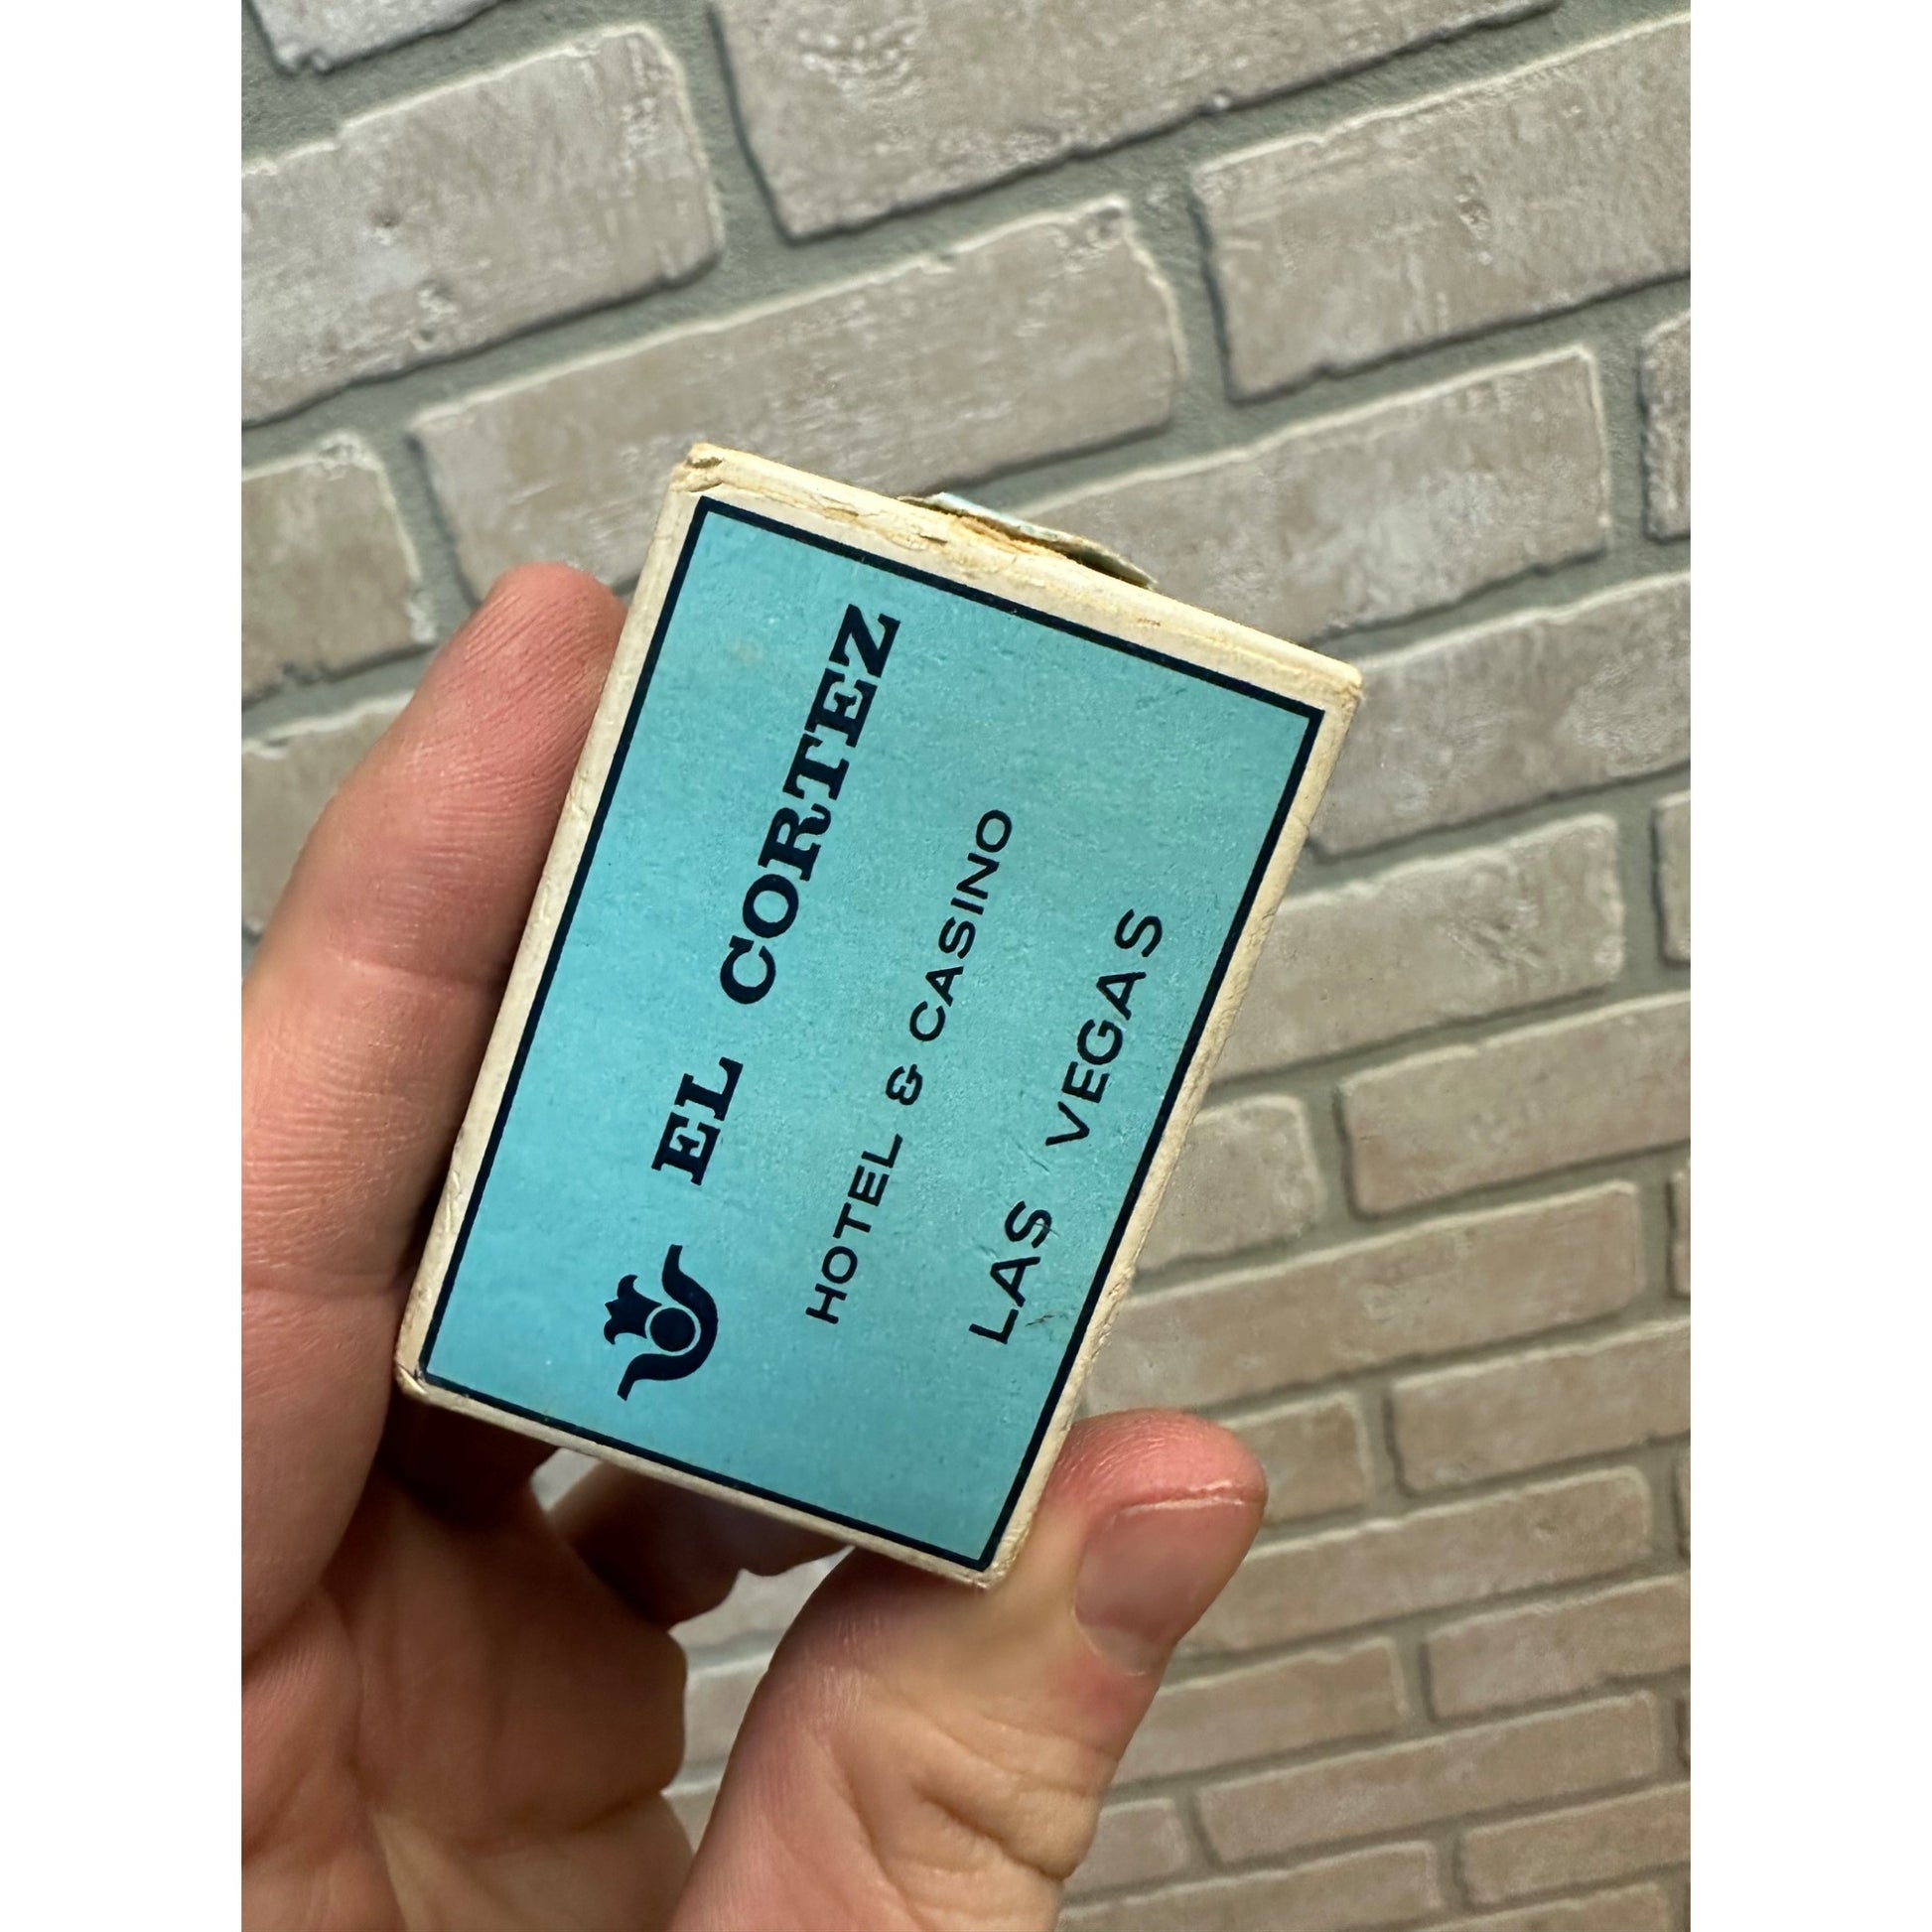 EL CORTEZ
HOTEL & CASINO
LAS VEGAS